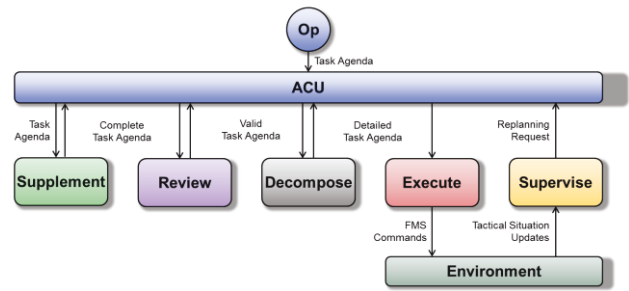 Op
Task Agenda
ACU
Task
Agenda
Complete
Task Agenda
Valid
Task Agenda
Detailed
Task Agenda
Replanning
Request
Supplement
Review
Decompose
Execute
Supervise
FMS
Commands
Tactical Situation
Updates
Environment